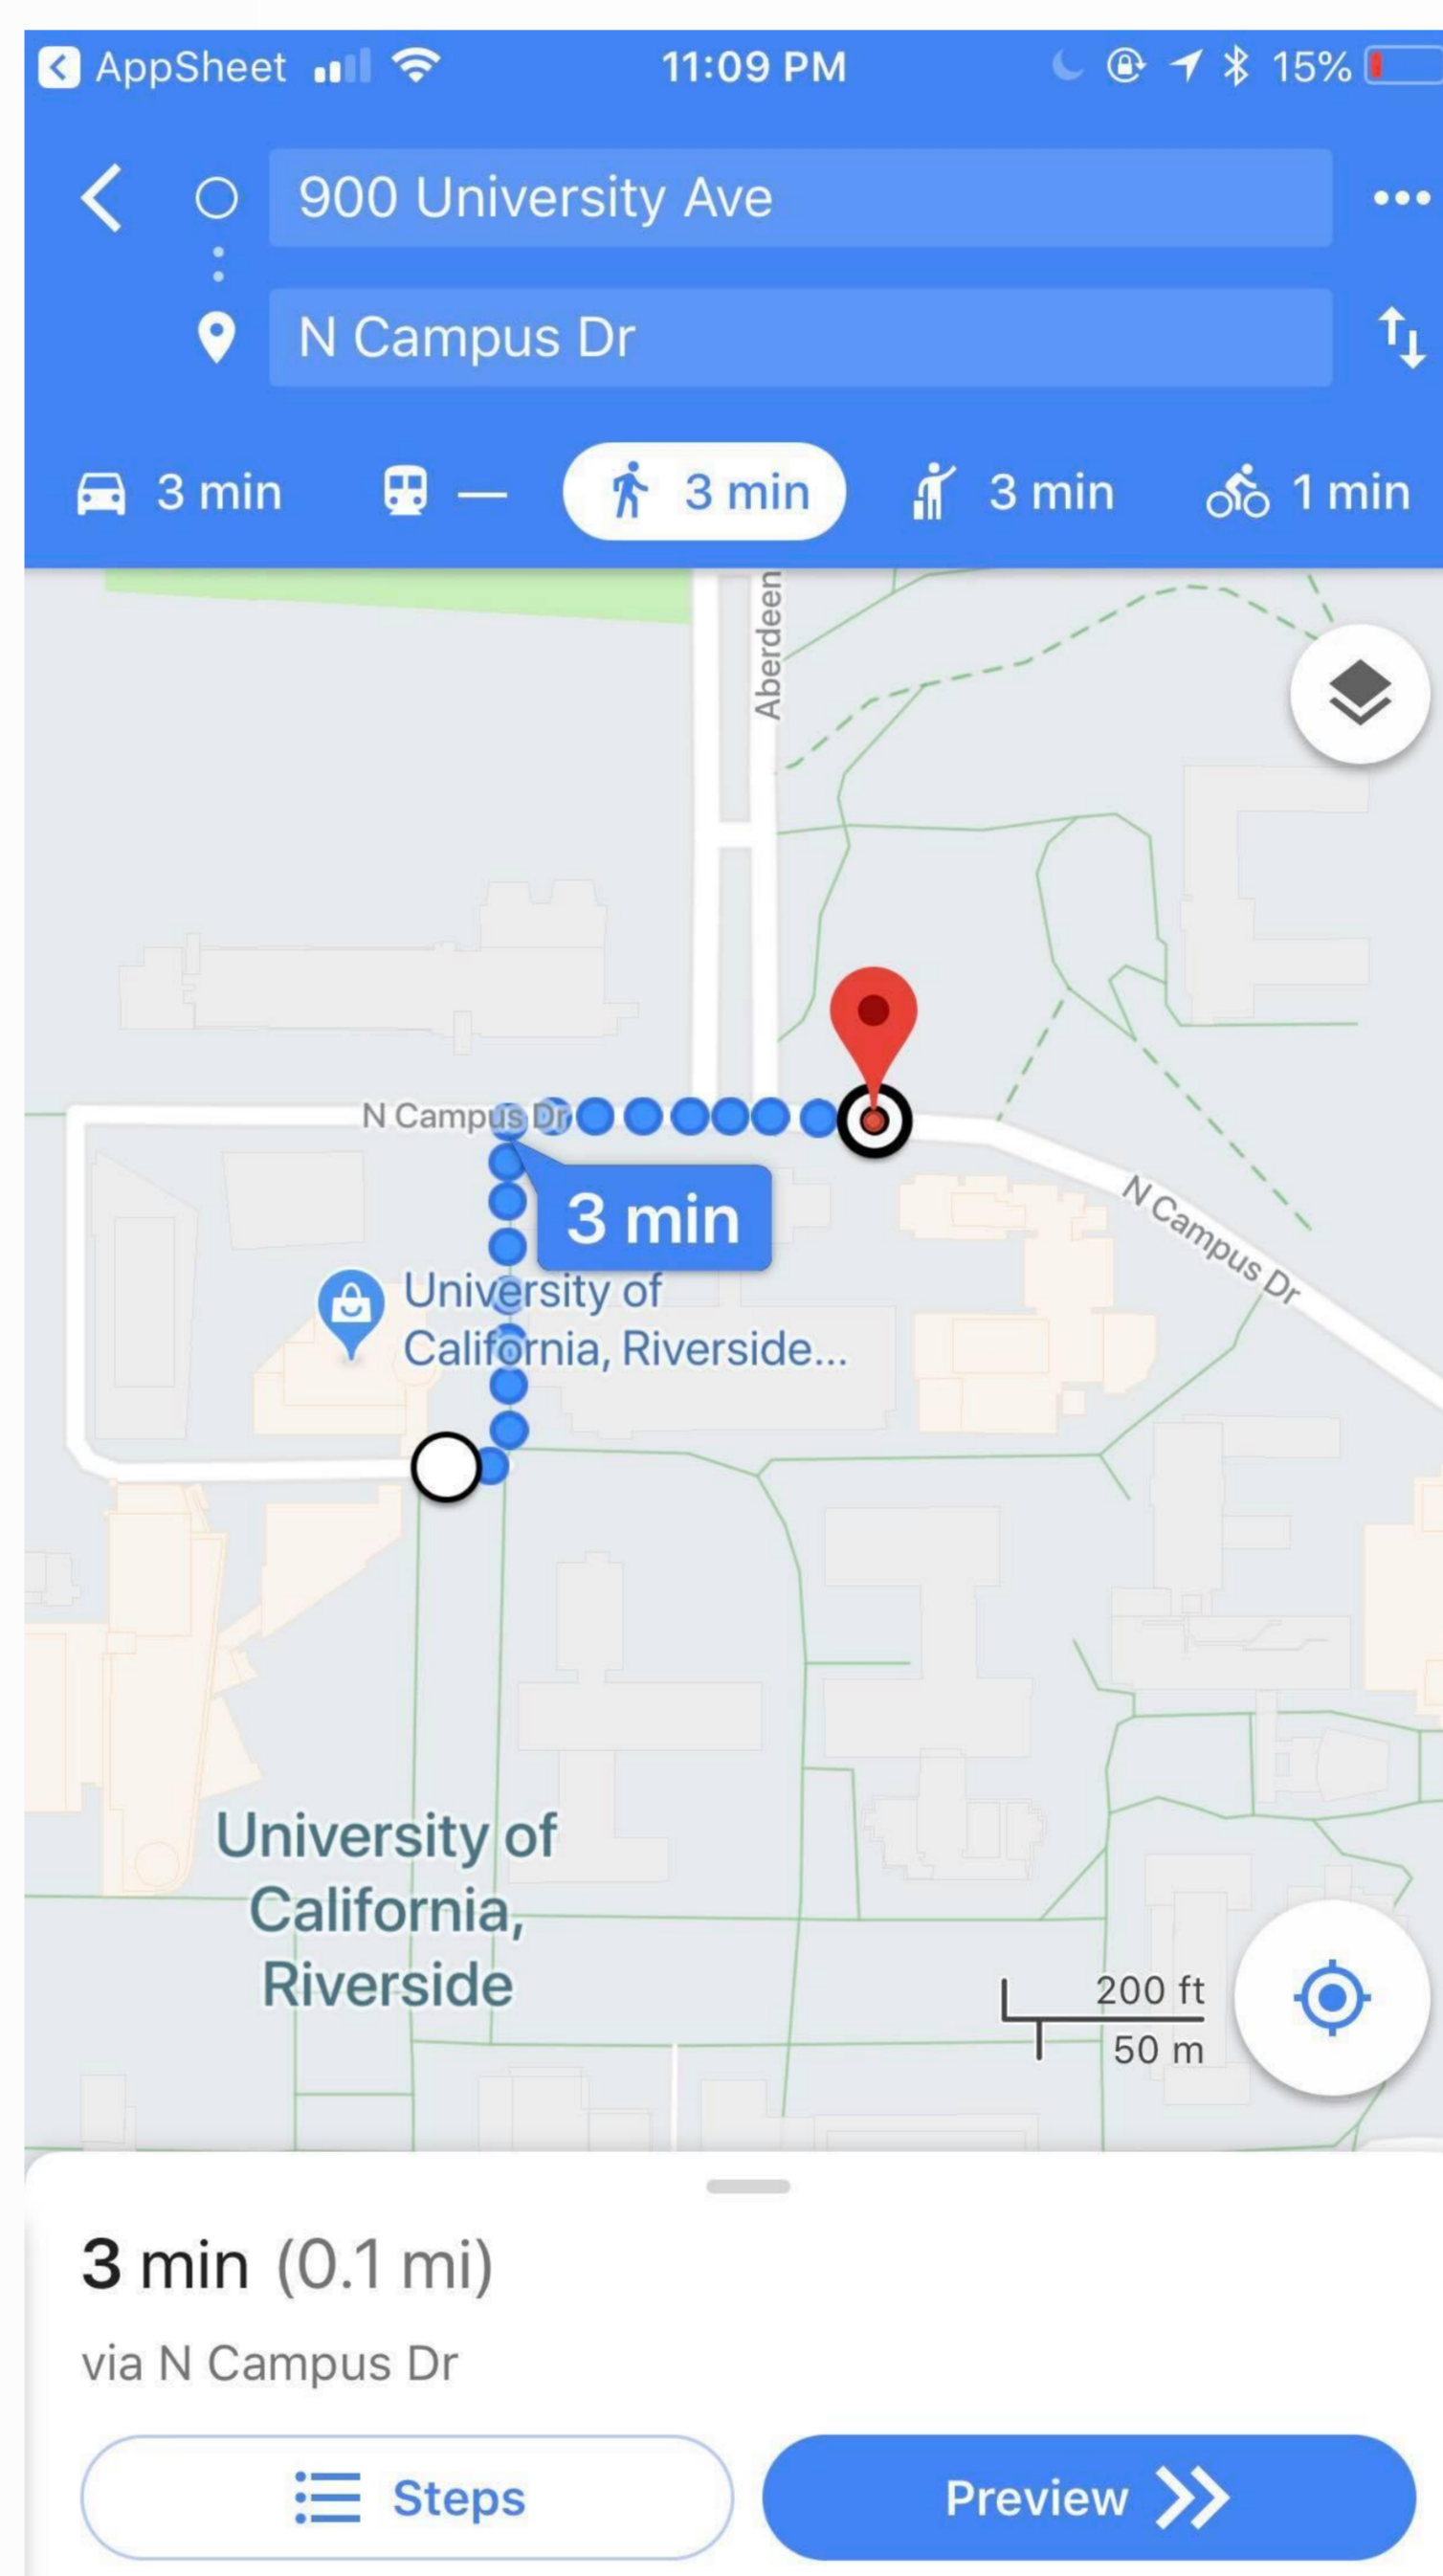 AppSheet 11:09 PM 15%
900 University Ave
N Campus Dr
3 min — 3 min 3 min 1 min
Aberdeen
N Campus Dr
3 min
N Campus Dr
University of
California, Riverside...
University of
California,
Riverside
200 ft
50 m
3 min (0.1 mi)
via N Campus Dr
Steps
Preview